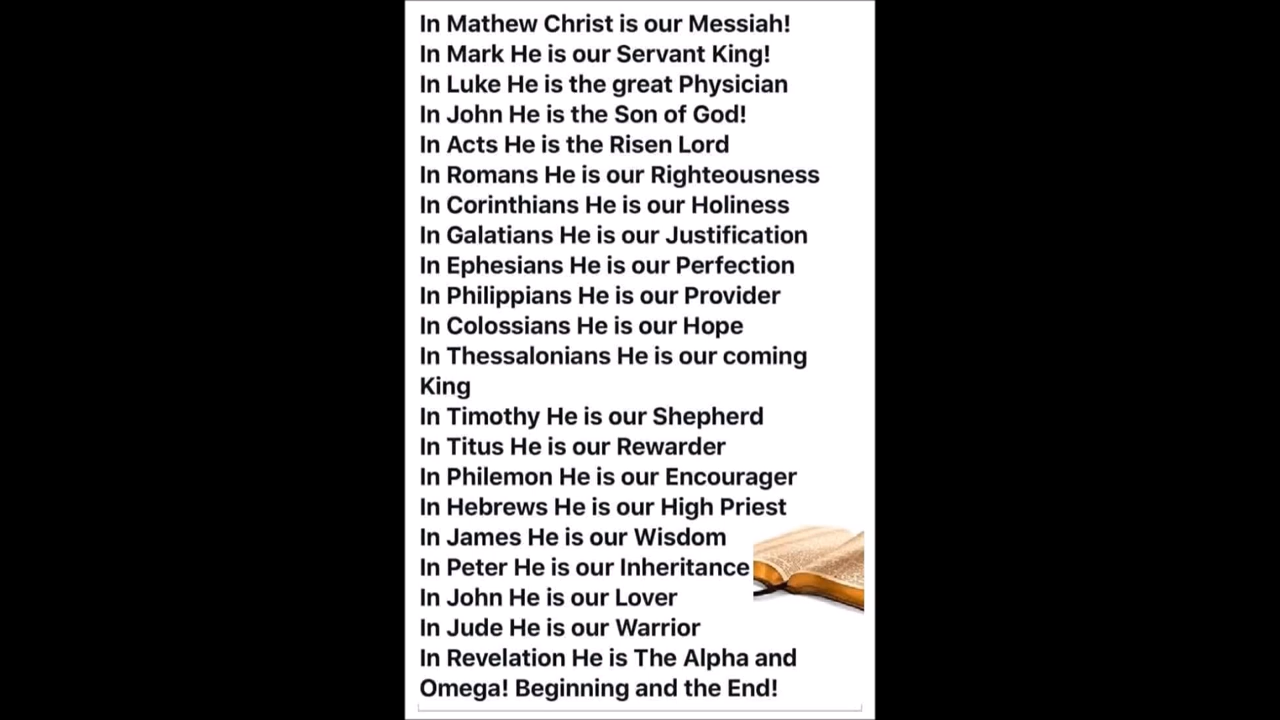 In Mathew Christ is our Messiah!
In Mark He is our Servant King!
In Luke He is the great Physician
In John He is the Son of God!
In Acts He is the Risen Lord
In Romans He is our Righteousness
In Corinthians He is our Holiness
In Galatians He is our Justification
In Ephesians He is our Perfection
In Philippians He is our Provider
In Colossians He is our Hope
In Thessalonians He is our coming
King
In Timothy He is our Shepherd
In Titus He is our Rewarder
In Philemon He is our Encourager
In Hebrews He is our High Priest
In James He is our Wisdom
In Peter He is our Inheritance
In John He is our Lover
In Jude He is our Warrior
In Revelation He is The Alpha and
Omega! Beginning and the End!